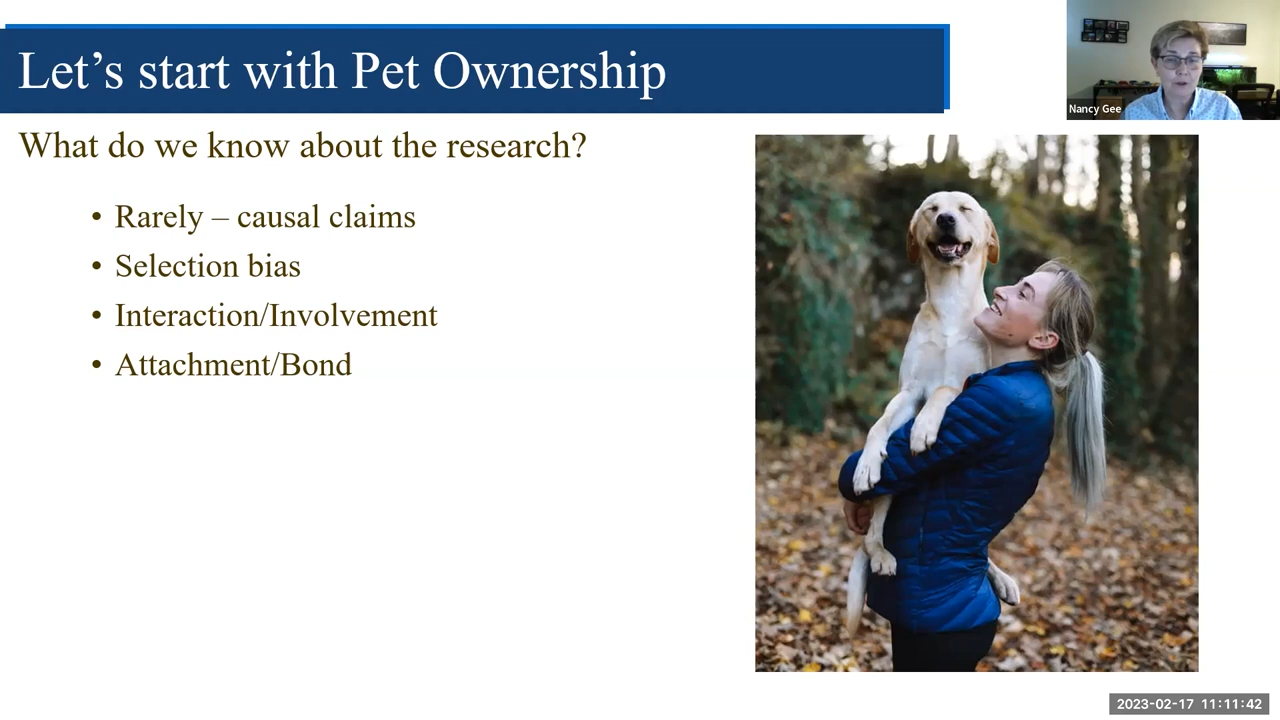 Let’s start with Pet Ownership
Nancy Gee
What do we know about the research?
• Rarely – causal claims
• Selection bias
• Interaction/Involvement
• Attachment/Bond
2023-02-17 11:11:42